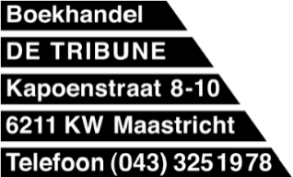 Boekhandel
DE TRIBUNE
Kapoenstraat 8-10
6211 KW Maastricht
Telefoon (043) 3251978